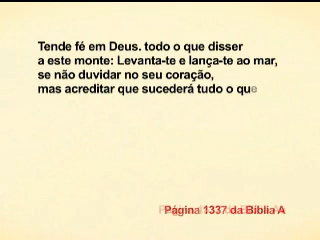 Tende fé em Deus. todo o que disser
a este monte: Levanta-te e lança-te ao mar,
se não duvidar no seu coração,
mas acreditar que sucederá tudo o que
Página 1337 da Bíblia A